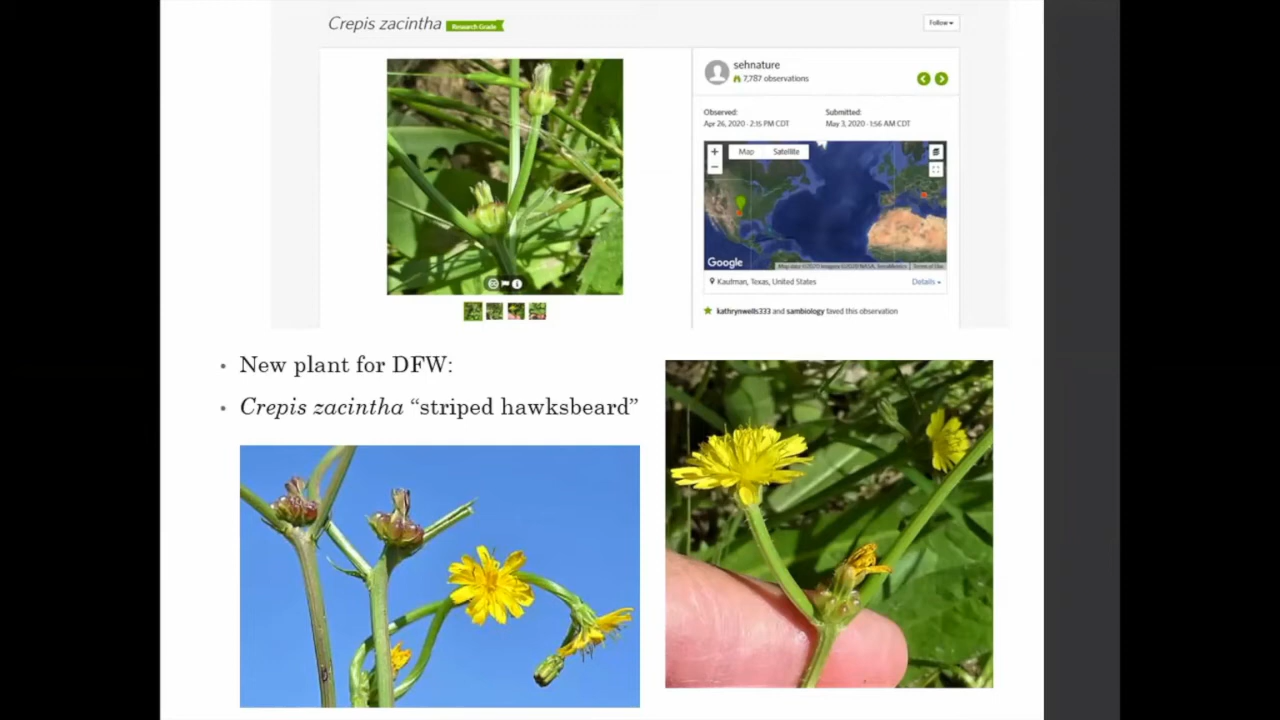 Crepis zacintha Research Grade
Follow
sehnature
7,787 observations
Observed:
Submitted:
Apr 26, 2020 · 2:15 PM CDT
May 3, 2020 · 1:56 AM CDT
+
Map Satellite
−
Google
Kaufman, Texas, United States
Details
kathrynwells333 and sambiology faved this observation
• New plant for DFW:
• Crepis zacintha “striped hawksbeard”